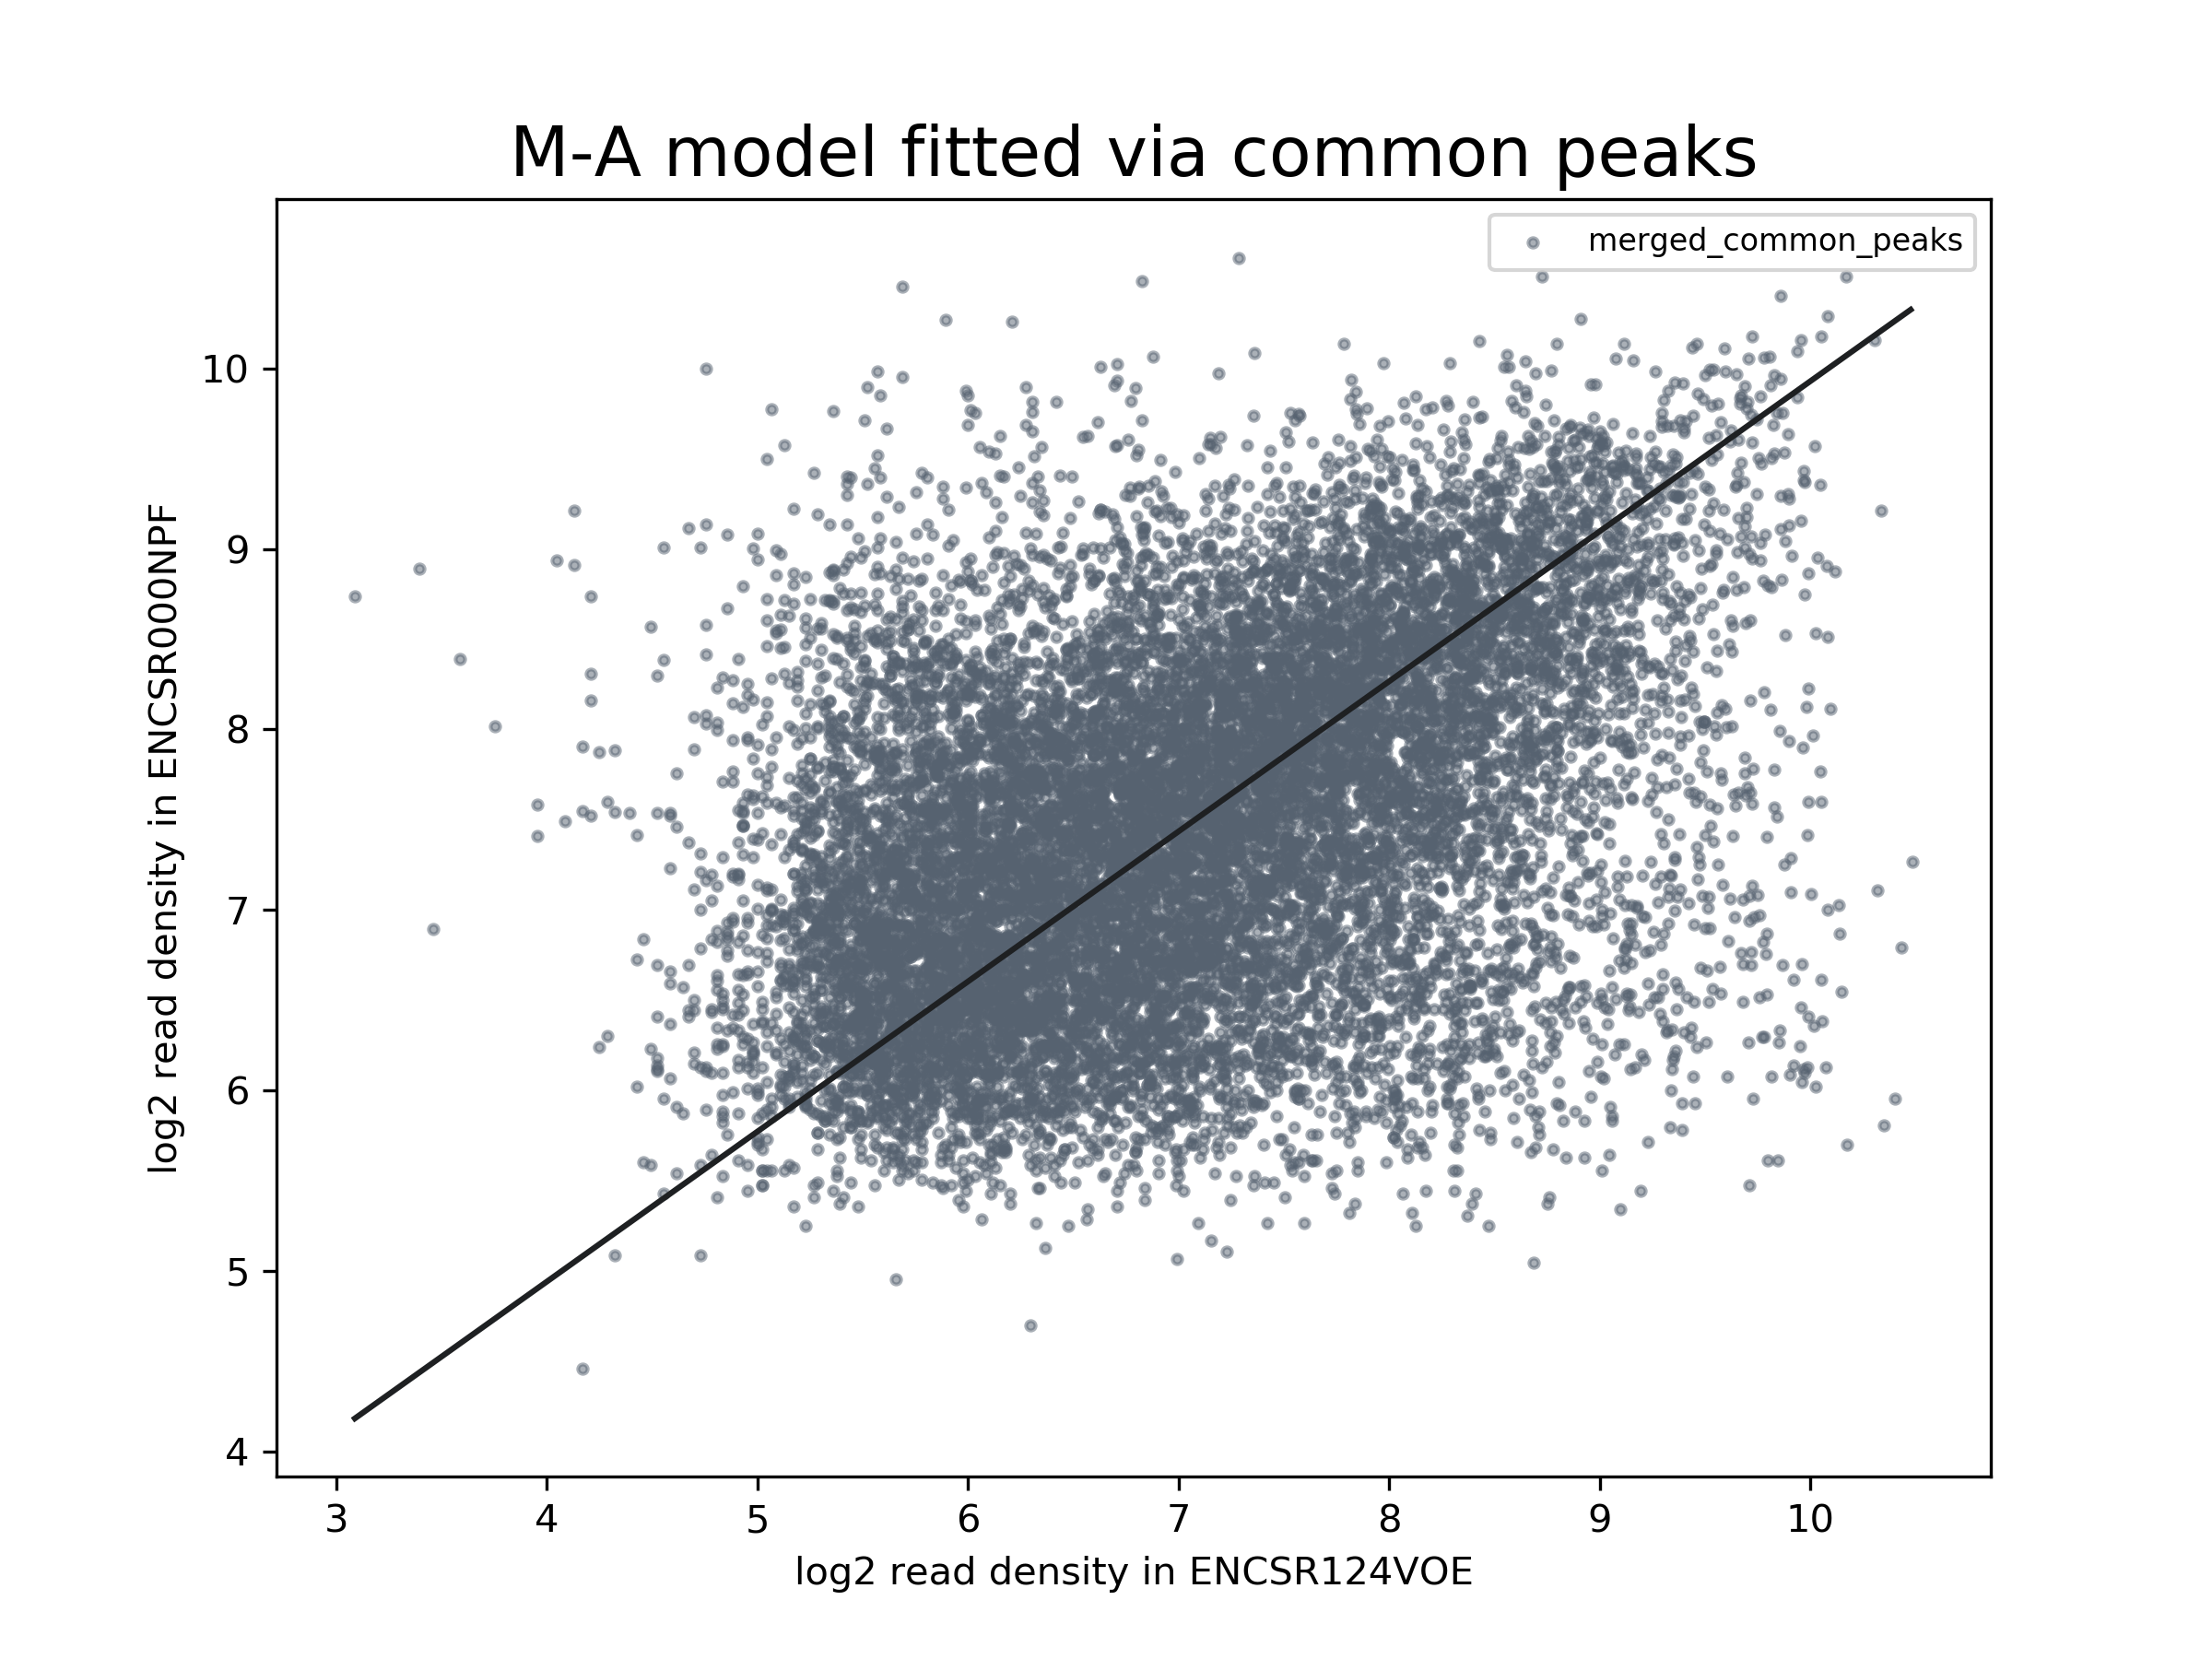 M-A model fitted via common peaks
merged_common_peaks
log2 read density in ENCSR000NPF
10
9
8
7
6
5
4
3 4 5 6 7 8 9 10
log2 read density in ENCSR124VOE